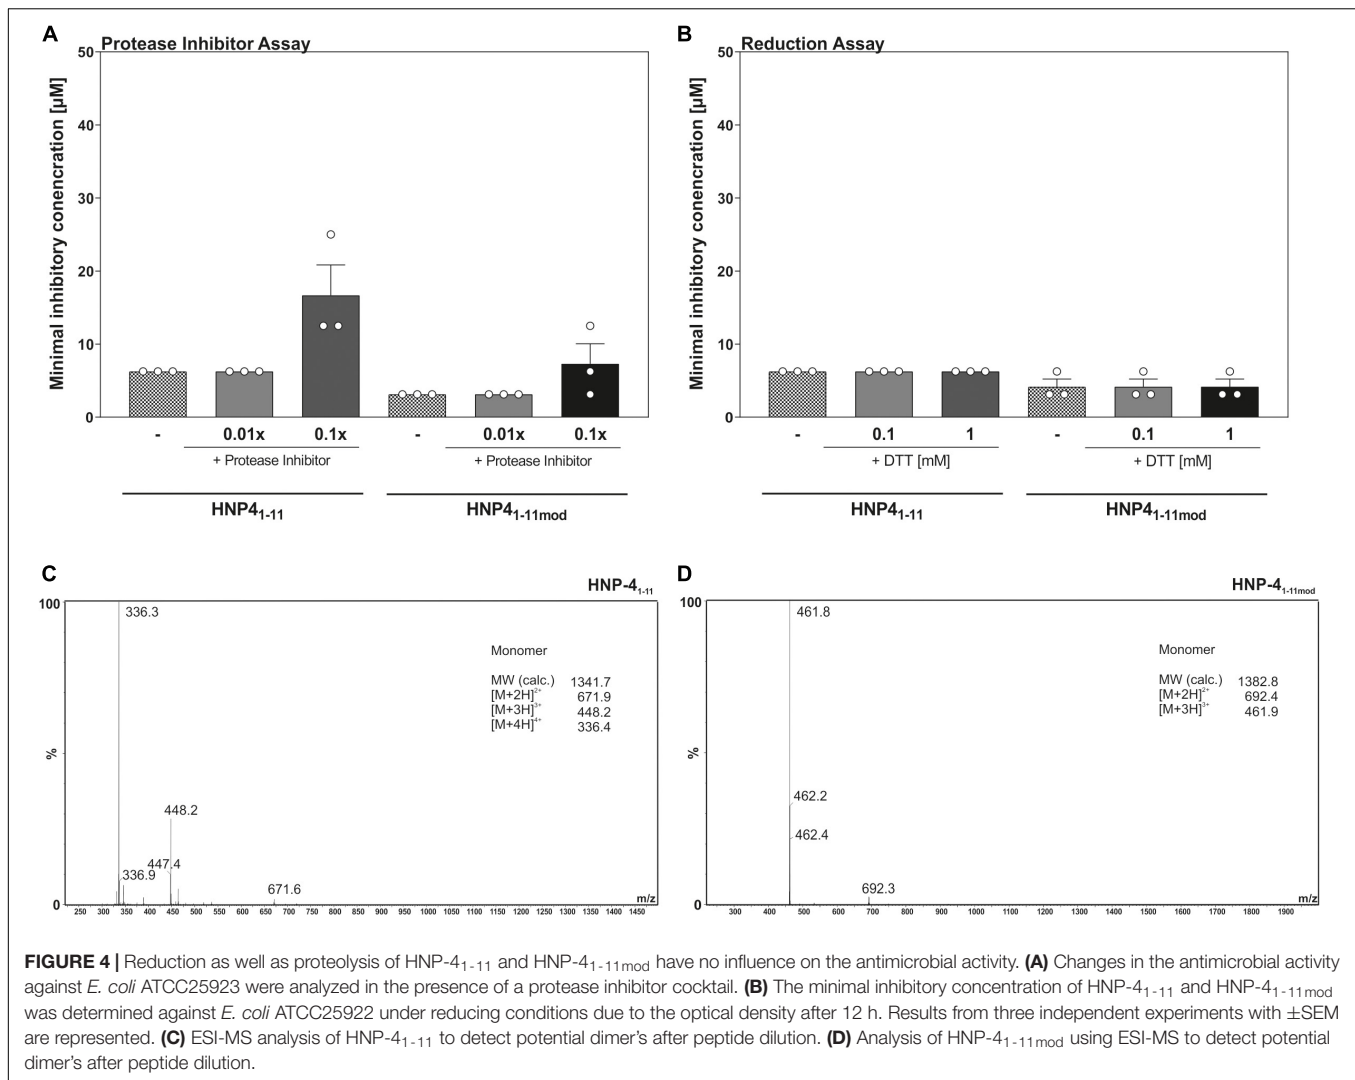 A
Protease Inhibitor Assay
Minimal inhibitory conencration [µM]
50
40
30
20
10
0
- 0.01x 0.1x - 0.01x 0.1x
+ Protease Inhibitor + Protease Inhibitor
HNP4₁₋₁₁ HNP4₁₋₁₁mod
B
Reduction Assay
Minimal inhibitory conencration [µM]
50
40
30
20
10
0
- 0.1 1 - 0.1 1
+ DTT [mM] + DTT [mM]
HNP4₁₋₁₁ HNP4₁₋₁₁mod
C
HNP-4₁₋₁₁
100
336.3
Monomer
MW (calc.) 1341.7
[M+2H]²⁺ 671.9
[M+3H]³⁺ 448.2
[M+4H]⁴⁺ 336.4
%
448.2
447.4
336.9
671.6
0
m/z
250 300 350 400 450 500 550 600 650 700 750 800 850 900 950 1000 1050 1100 1150 1200 1250 1300 1350 1400 1450
D
HNP-4₁₋₁₁mod
100
461.8
Monomer
MW (calc.) 1382.8
[M+2H]²⁺ 692.4
[M+3H]³⁺ 461.9
%
462.2
462.4
692.3
0
m/z
300 400 500 600 700 800 900 1000 1100 1200 1300 1400 1500 1600 1700 1800 1900
FIGURE 4 | Reduction as well as proteolysis of HNP-4₁₋₁₁ and HNP-4₁₋₁₁mod have no influence on the antimicrobial activity. (A) Changes in the antimicrobial activity
against E. coli ATCC25923 were analyzed in the presence of a protease inhibitor cocktail. (B) The minimal inhibitory concentration of HNP-4₁₋₁₁ and HNP-4₁₋₁₁mod
was determined against E. coli ATCC25922 under reducing conditions due to the optical density after 12 h. Results from three independent experiments with ±SEM
are represented. (C) ESI-MS analysis of HNP-4₁₋₁₁ to detect potential dimer's after peptide dilution. (D) Analysis of HNP-4₁₋₁₁mod using ESI-MS to detect potential
dimer's after peptide dilution.